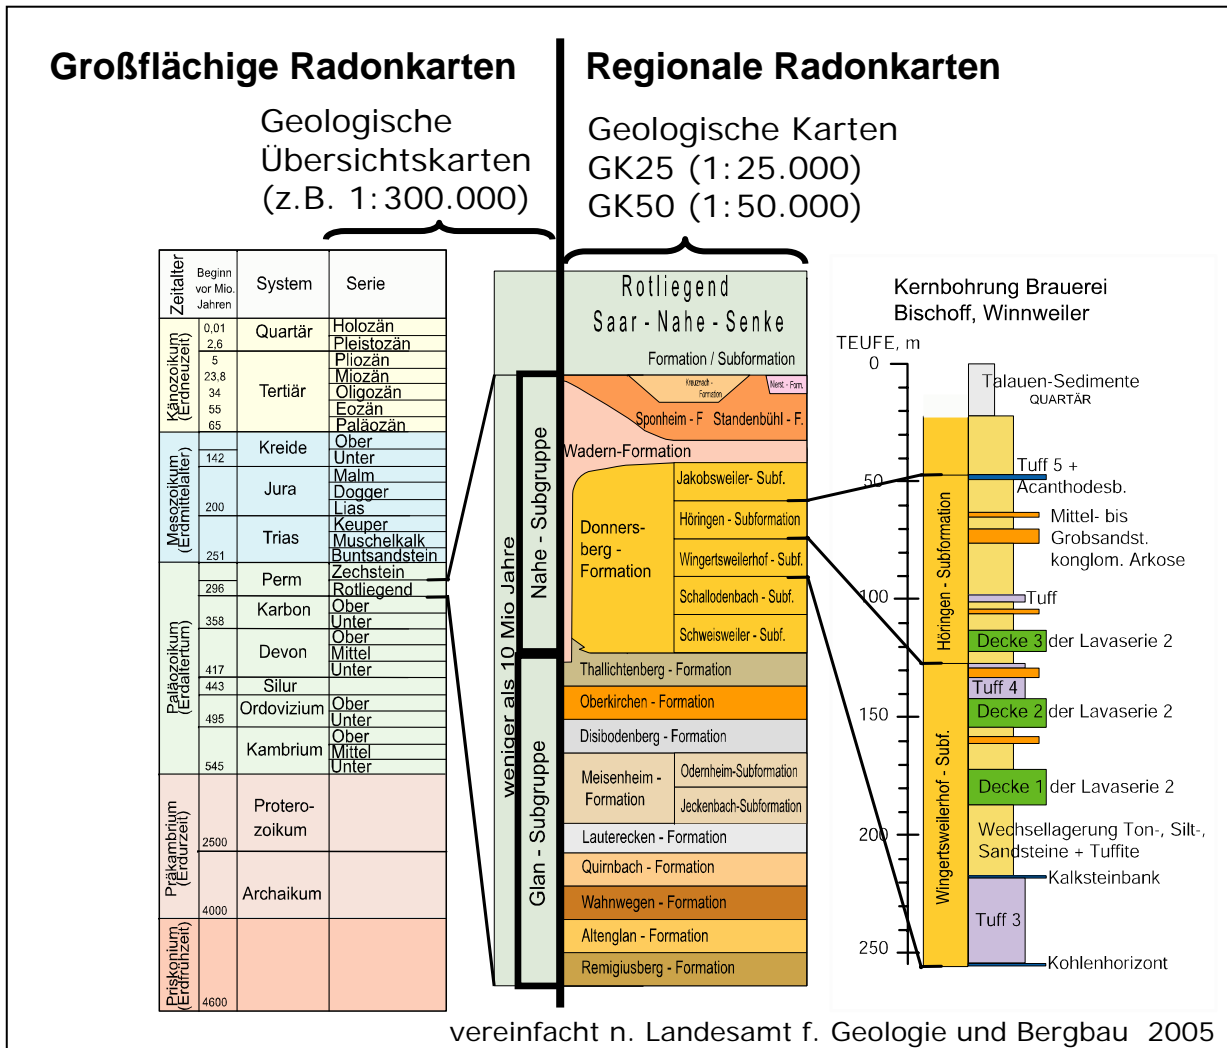 Großflächige Radonkarten
Regionale Radonkarten
Geologische
Übersichtskarten
(z.B. 1:300.000)
Geologische Karten
GK25 (1:25.000)
GK50 (1:50.000)
Zeitalter
Beginn
vor Mio.
Jahren
System
Serie
Känozoikum
(Erdneuzeit)
0,01
2,6
5
23,8
34
55
65
Quartär
Tertiär
Holozän
Pleistozän
Pliozän
Miozän
Oligozän
Eozän
Paläozän
Mesozoikum
(Erdmittelalter)
142
200
251
Kreide
Jura
Trias
Ober
Unter
Malm
Dogger
Lias
Keuper
Muschelkalk
Buntsandstein
Paläozoikum
(Erdaltertum)
296
358
417
443
495
545
Perm
Karbon
Devon
Silur
Ordovizium
Kambrium
Zechstein
Rotliegend
Ober
Unter
Ober
Mittel
Unter
Ober
Unter
Ober
Mittel
Unter
Präkambrium
(Erdurzeit)
2500
4000
Protero-
zoikum
Archaikum
Priskonium
(Erdfrühzeit)
4600
weniger als 10 Mio Jahre
Nahe - Subgruppe
Glan - Subgruppe
Rotliegend
Saar - Nahe - Senke
Formation / Subformation
Kreuznach -
Formation
Nierst - Form.
Sponheim - F
Standenbühl - F.
Wadern-Formation
Donners-
berg -
Formation
Jakobsweiler- Subf.
Höringen - Subformation
Wingertsweilerhof - Subf.
Schallodenbach - Subf.
Schweisweiler - Subf.
Thallichtenberg - Formation
Oberkirchen - Formation
Disibodenberg - Formation
Meisenheim -
Formation
Odernheim-Subformation
Jeckenbach-Subformation
Lauterecken - Formation
Quirnbach - Formation
Wahnwegen - Formation
Altenglan - Formation
Remigiusberg - Formation
Kernbohrung Brauerei
Bischoff, Winnweiler
TEUFE, m
0
50
100
150
200
250
Höringen - Subformation
Wingertsweilerhof - Subf.
Talauen-Sedimente
QUARTÄR
Tuff 5 +
Acanthodesb.
Mittel- bis
Grobsandst.
konglom. Arkose
Tuff
Decke 3 der Lavaserie 2
Tuff 4
Decke 2 der Lavaserie 2
Decke 1 der Lavaserie 2
Wechsellagerung Ton-, Silt-,
Sandsteine + Tuffite
Kalksteinbank
Tuff 3
Kohlenhorizont
vereinfacht n. Landesamt f. Geologie und Bergbau 2005